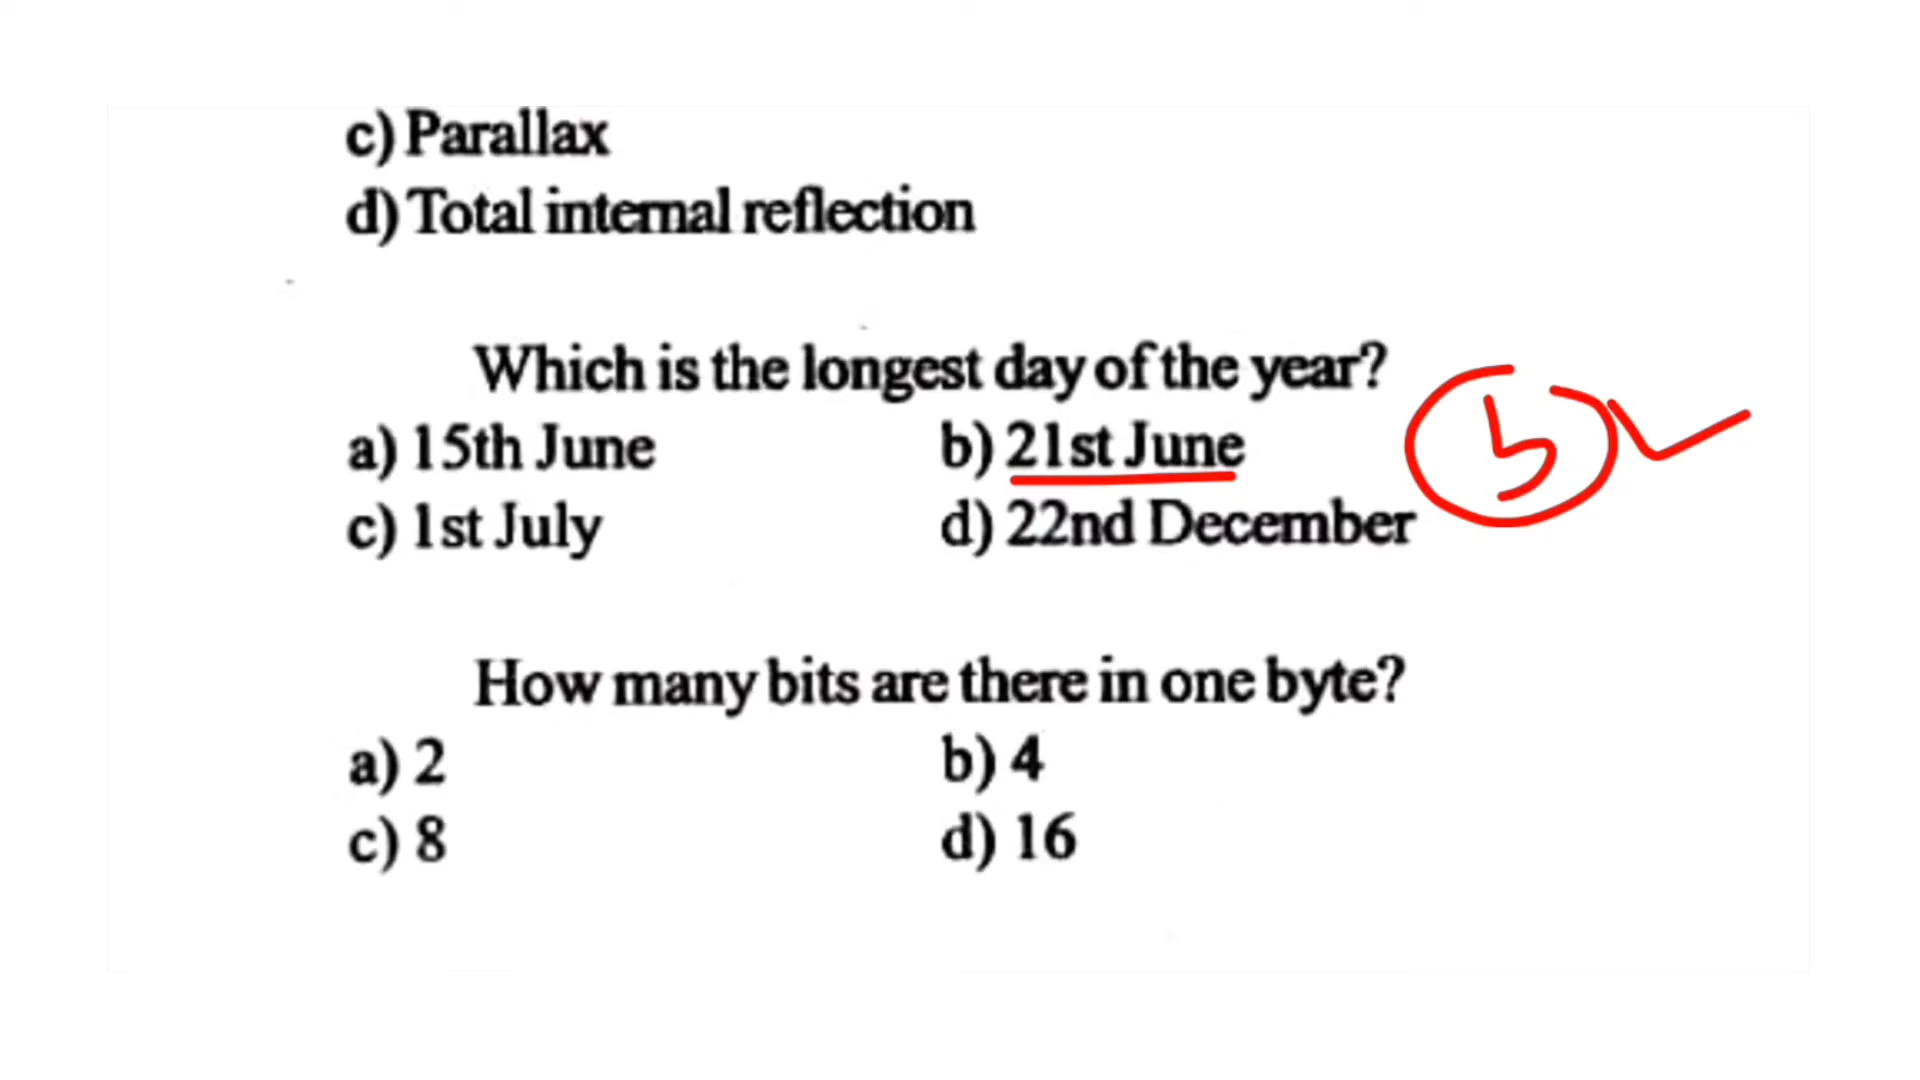 c) Parallax
d) Total internal reflection
Which is the longest day of the year?
a) 15th June b) 21st June b
c) 1st July d) 22nd December
How many bits are there in one byte?
a) 2 b) 4
c) 8 d) 16